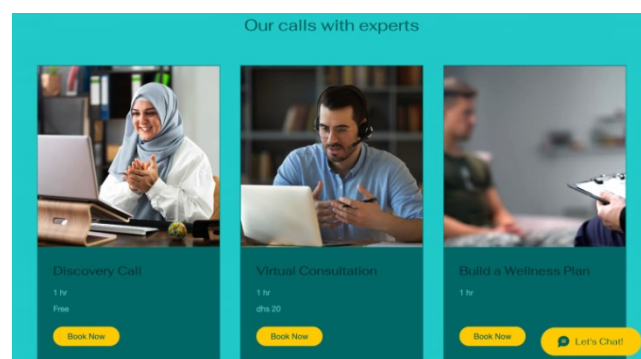 Our calls with experts
Discovery Call
1 hr
Free
Book Now
Virtual Consultation
1 hr
dhs 20
Book Now
Build a Wellness Plan
1 hr
Book Now
Let's Chat!